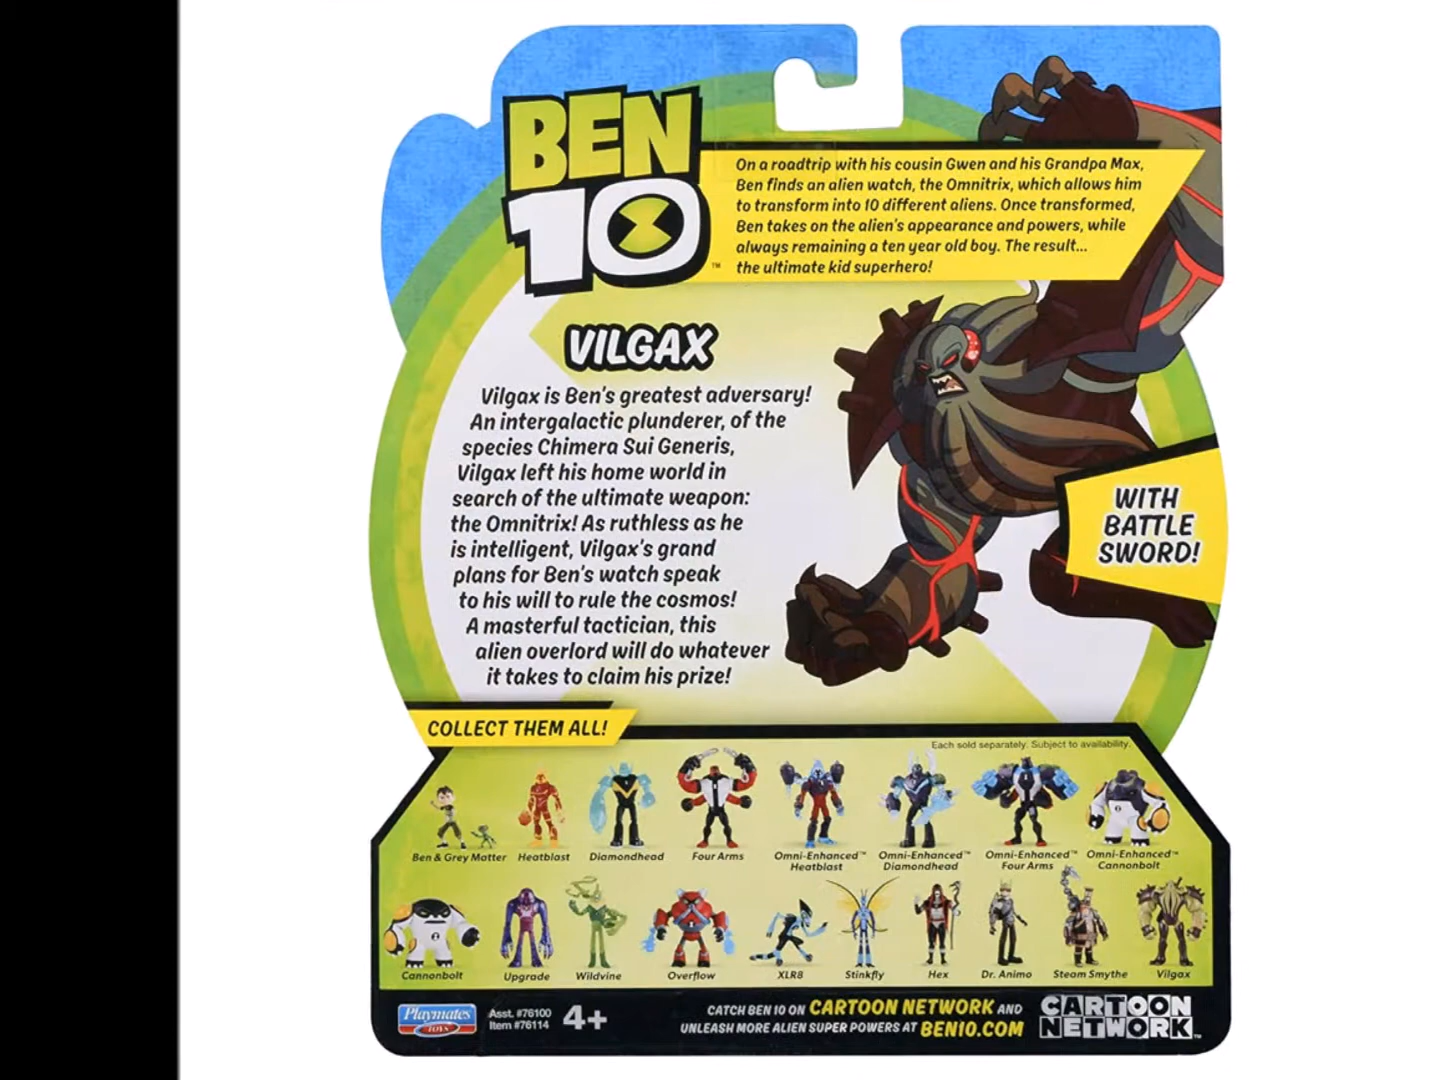 BEN
10
TM
On a roadtrip with his cousin Gwen and his Grandpa Max,
Ben finds an alien watch, the Omnitrix, which allows him
to transform into 10 different aliens. Once transformed,
Ben takes on the alien's appearance and powers, while
always remaining a ten year old boy. The result...
the ultimate kid superhero!
VILGAX
Vilgax is Ben's greatest adversary!
An intergalactic plunderer, of the
species Chimera Sui Generis,
Vilgax left his home world in
search of the ultimate weapon:
the Omnitrix! As ruthless as he
is intelligent, Vilgax's grand
plans for Ben's watch speak
to his will to rule the cosmos!
A masterful tactician, this
alien overlord will do whatever
it takes to claim his prize!
WITH
BATTLE
SWORD!
COLLECT THEM ALL!
Each sold separately. Subject to availability.
Ben & Grey Matter
Heatblast
Diamondhead
Four Arms
Omni-Enhanced™
Heatblast
Omni-Enhanced™
Diamondhead
Omni-Enhanced™
Four Arms
Omni-Enhanced™
Cannonbolt
Cannonbolt
Upgrade
Wildvine
Overflow
XLR8
Stinkfly
Hex
Dr. Animo
Steam Smythe
Vilgax
Playmates
TOYS
Asst. #76100
Item #76114
4+
CATCH BEN 10 ON CARTOON NETWORK AND
UNLEASH MORE ALIEN SUPER POWERS AT BEN10.COM
CARTOON
NETWORK™